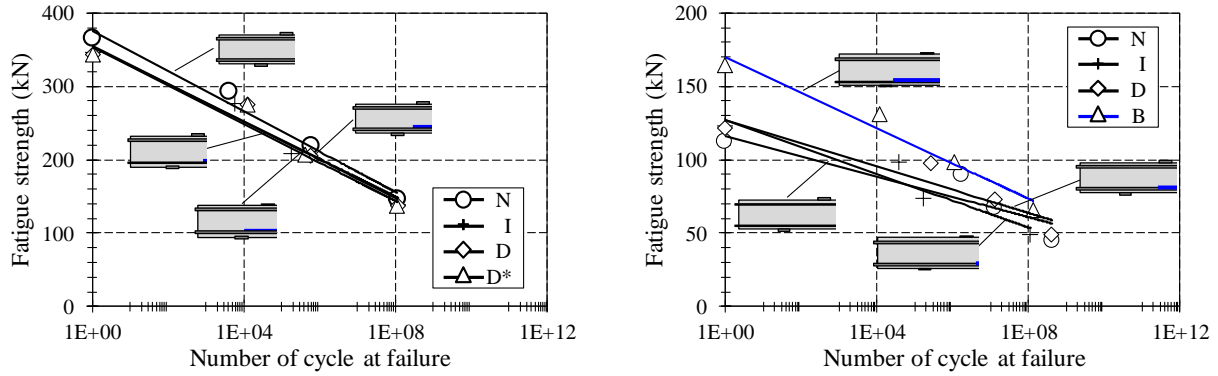 400
300
200
100
0
Fatigue strength (kN)
1E+00 1E+04 1E+08 1E+12
Number of cycle at failure
N
I
D
D*
200
150
100
50
0
Fatigue strength (kN)
1E+00 1E+04 1E+08 1E+12
Number of cycle at failure
N
I
D
B